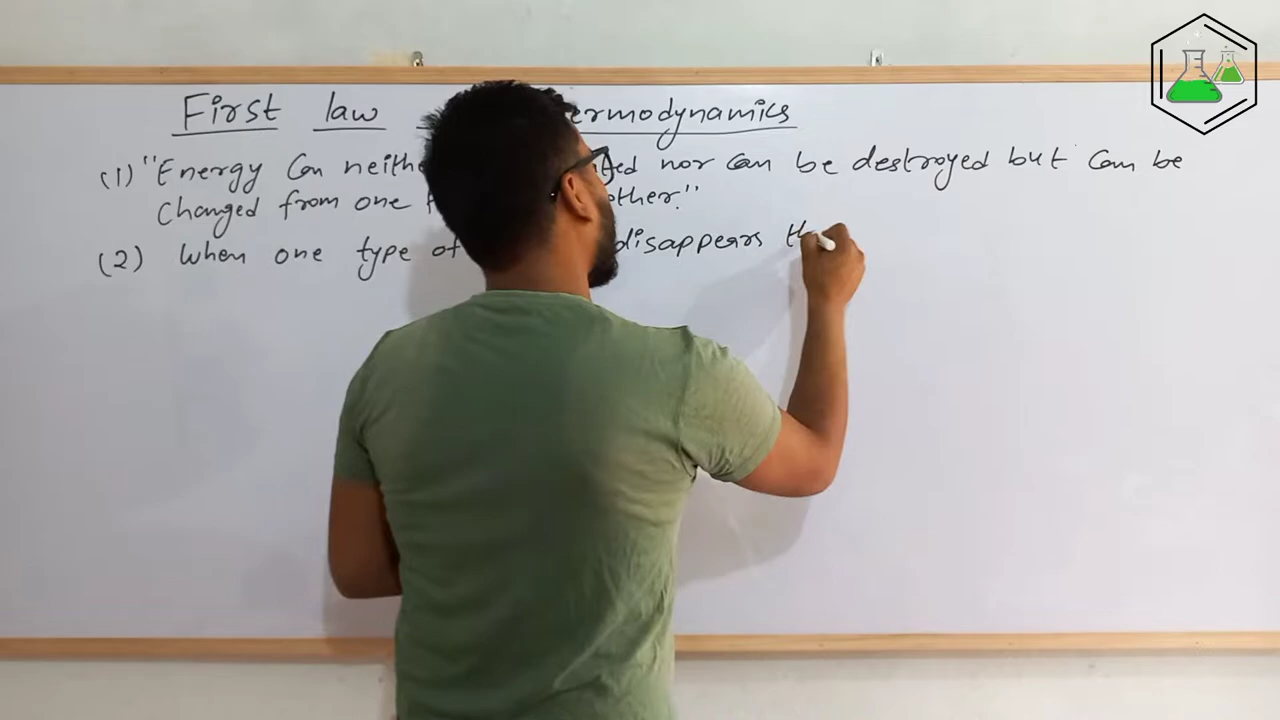 First law ermodynamics
(1) "Energy Can neithe ted nor Can be destroyed but Can be
Changed from one other."
(2) When one type of disappears th